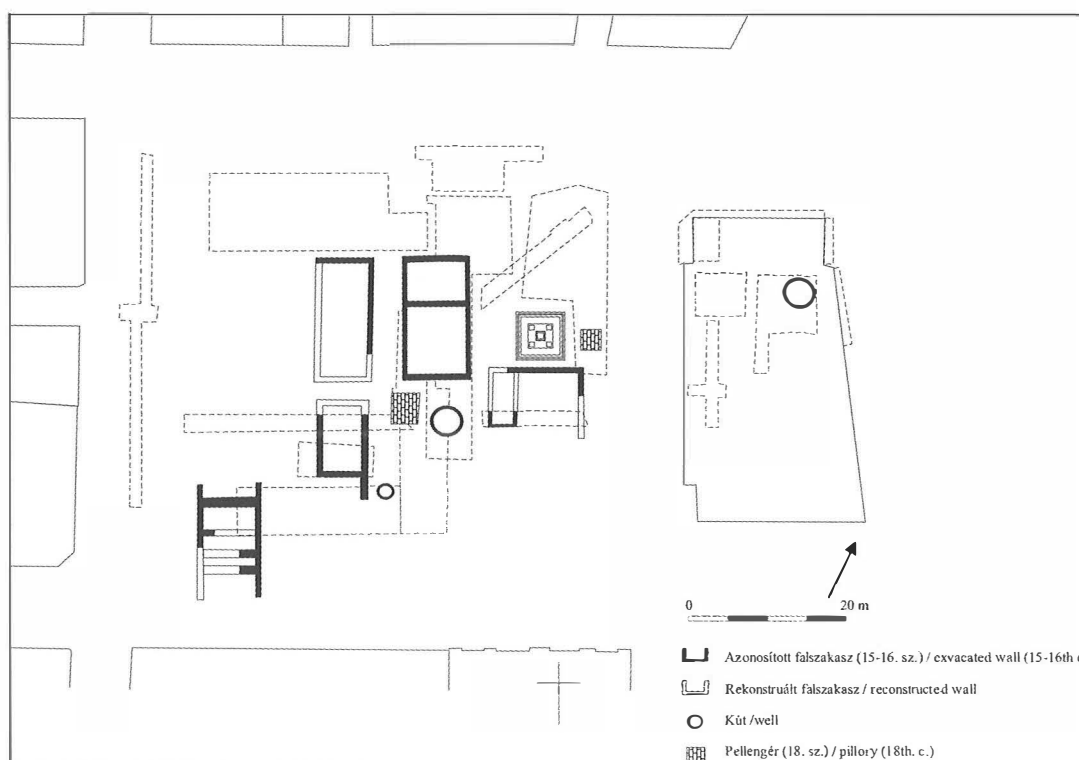 0 20 m
Azonosított falszakasz (15-16. sz.) / exvacated wall (15-16th c
Rekonstruált falszakasz / reconstructed wall
Kút /well
Pellengér (18. sz.) / pillory (18th. c.)